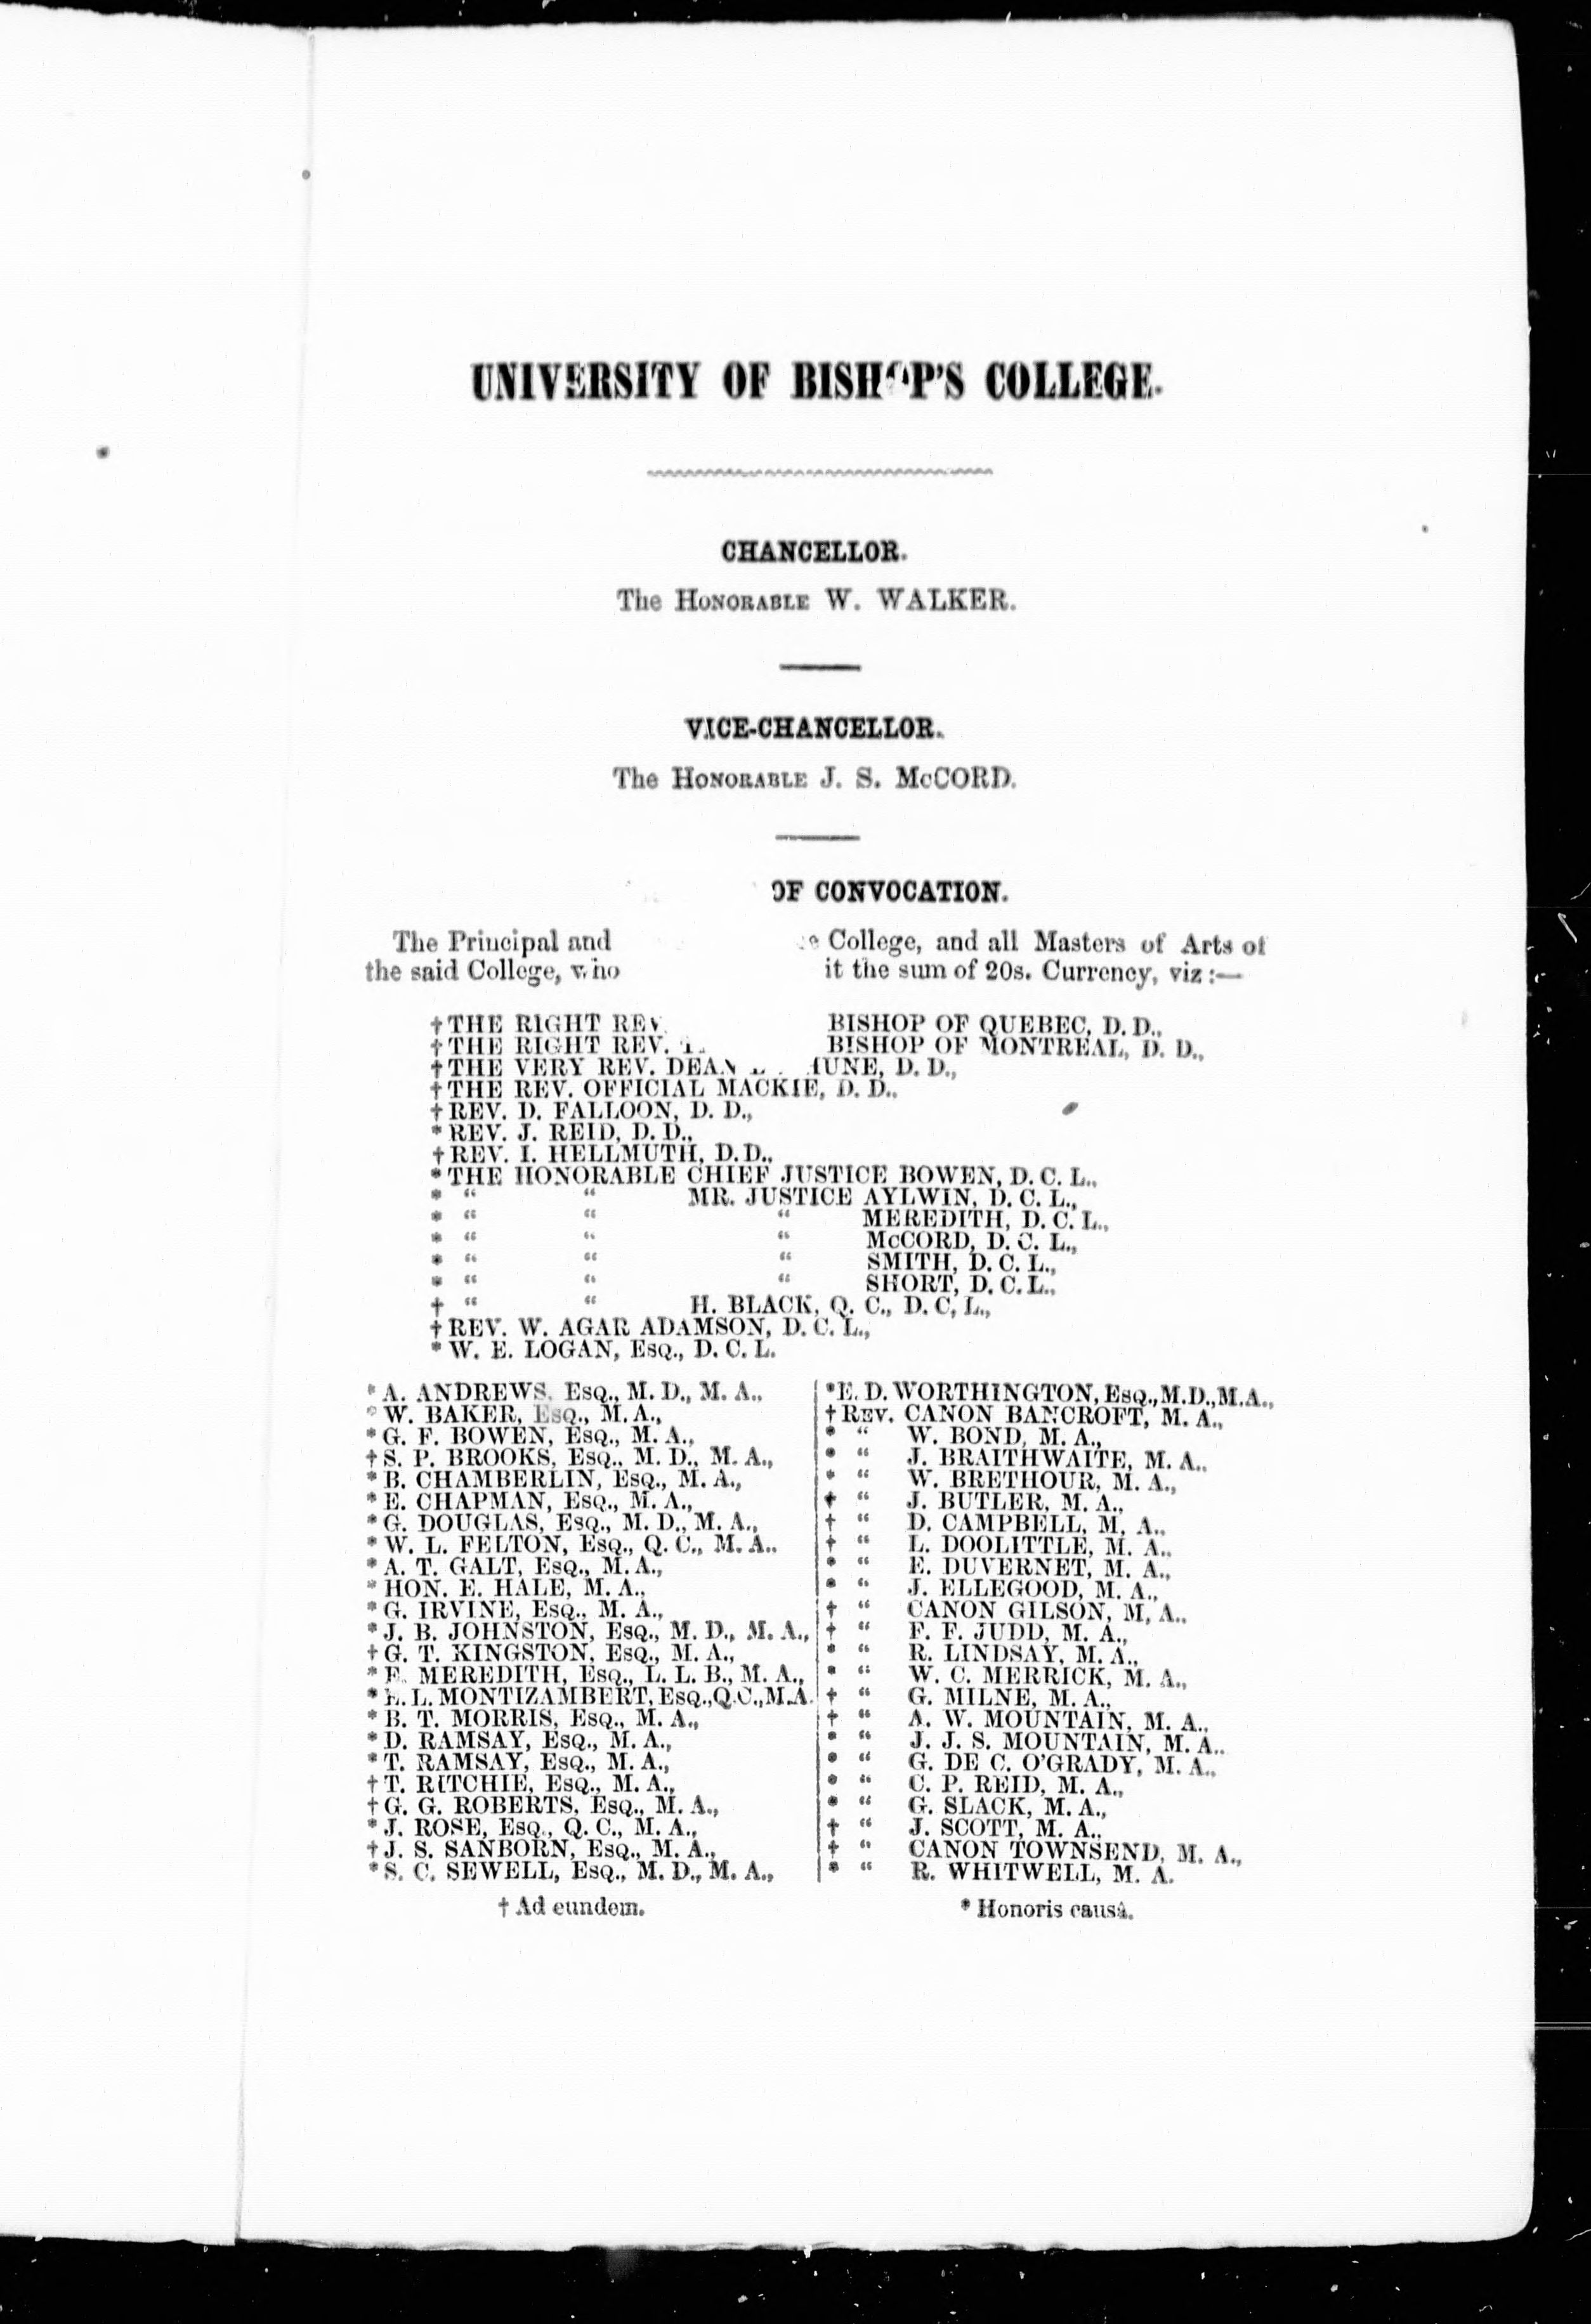 UNIVERSITY OF BISHOP'S COLLEGE.
CHANCELLOR.
The HONORABLE W. WALKER.
VICE-CHANCELLOR.
The HONORABLE J. S. McCORD.
OF CONVOCATION.
The Principal and College, and all Masters of Arts of
the said College, who it the sum of 20s. Currency, viz :—
†THE RIGHT REV. BISHOP OF QUEBEC, D. D.,
†THE RIGHT REV. BISHOP OF MONTREAL, D. D.,
†THE VERY REV. DEAN D. D.,
†THE REV. OFFICIAL MACKIE, D. D.,
†REV. D. FALLOON, D. D.,
*REV. J. REID, D. D.,
†REV. I. HELLMUTH, D. D.,
*THE HONORABLE CHIEF JUSTICE BOWEN, D. C. L.,
* “ “ MR. JUSTICE AYLWIN, D. C. L.,
* “ “ “ MEREDITH, D. C. L.,
* “ “ “ McCORD, D. C. L.,
* “ “ “ SMITH, D. C. L.,
* “ “ “ SHORT, D. C. L.,
† “ “ H. BLACK, Q. C., D. C, L.,
†REV. W. AGAR ADAMSON, D. C. L.,
*W. E. LOGAN, ESQ., D. C. L.
*A. ANDREWS, ESQ., M. D., M. A.,
*W. BAKER, ESQ., M. A.,
*G. F. BOWEN, ESQ., M. A.,
†S. P. BROOKS, ESQ., M. D., M. A.,
*B. CHAMBERLIN, ESQ., M. A.,
*E. CHAPMAN, ESQ., M. A.,
*G. DOUGLAS, ESQ., M. D., M. A.,
*W. L. FELTON, ESQ., Q. C., M. A.,
*A. T. GALT, ESQ., M. A.,
*HON. E. HALE, M. A.,
*G. IRVINE, ESQ., M. A.,
*J. B. JOHNSTON, ESQ., M. D., M. A.,
†G. T. KINGSTON, ESQ., M. A.,
*E. MEREDITH, ESQ., L. L. B., M. A.,
*E. L. MONTIZAMBERT, ESQ., Q.C., M.A.
*B. T. MORRIS, ESQ., M. A.,
*D. RAMSAY, ESQ., M. A.,
*T. RAMSAY, ESQ., M. A.,
†T. RITCHIE, ESQ., M. A.,
†G. G. ROBERTS, ESQ., M. A.,
*J. ROSE, ESQ., Q. C., M. A.,
†J. S. SANBORN, ESQ., M. A.,
*S. C. SEWELL, ESQ., M. D., M. A.,
*E. D. WORTHINGTON, ESQ., M.D., M.A.,
†REV. CANON BANCROFT, M. A.,
* “ W. BOND, M. A.,
* “ J. BRAITHWAITE, M. A.,
* “ W. BRETHOUR, M. A.,
† “ J. BUTLER, M. A.,
† “ D. CAMPBELL, M. A.,
† “ L. DOOLITTLE, M. A.,
* “ E. DUVERNET, M. A.,
* “ J. ELLEGOOD, M. A.,
† “ CANON GILSON, M. A.,
† “ F. F. JUDD, M. A.,
* “ R. LINDSAY, M. A.,
* “ W. C. MERRICK, M. A.,
† “ G. MILNE, M. A.,
† “ A. W. MOUNTAIN, M. A.,
* “ J. J. S. MOUNTAIN, M. A.,
* “ G. DE C. O'GRADY, M. A.,
* “ C. P. REID, M. A.,
* “ G. SLACK, M. A.,
† “ J. SCOTT, M. A.,
† “ CANON TOWNSEND, M. A.,
* “ R. WHITWELL, M. A.
† Ad eundem. * Honoris causâ.